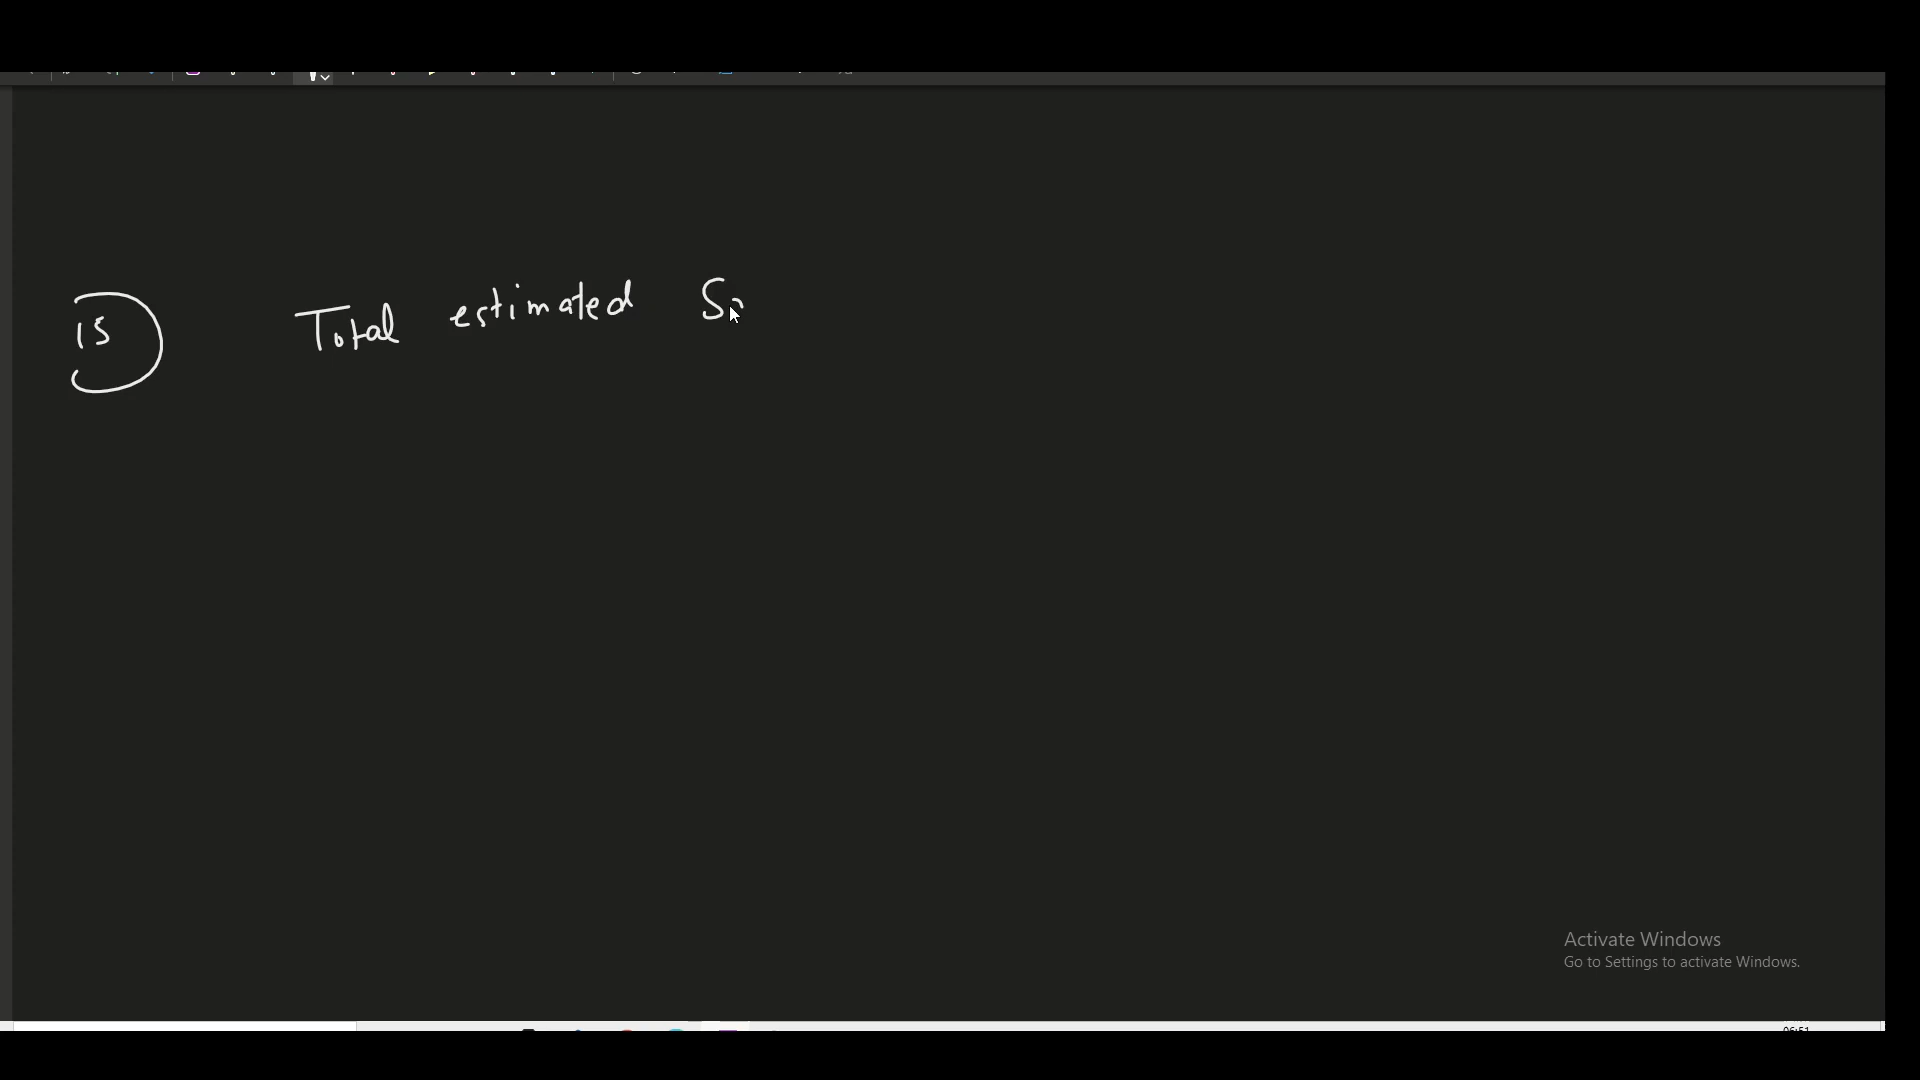 15) Total estimated
Activate Windows
Go to Settings to activate Windows.